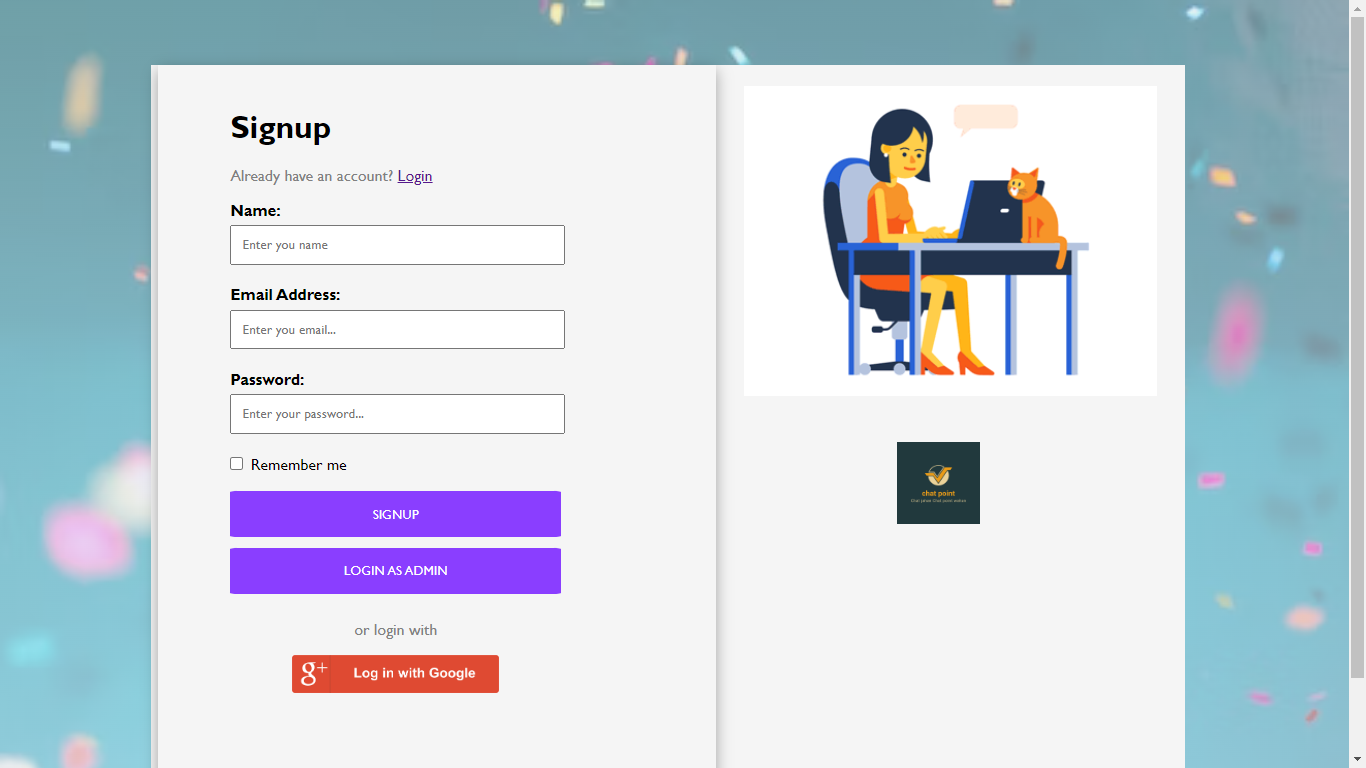 Signup
Already have an account? Login
Name:
Enter you name
Email Address:
Enter you email...
Password:
Enter your password...
Remember me
SIGNUP
LOGIN AS ADMIN
or login with
g+ Log in with Google
chat point